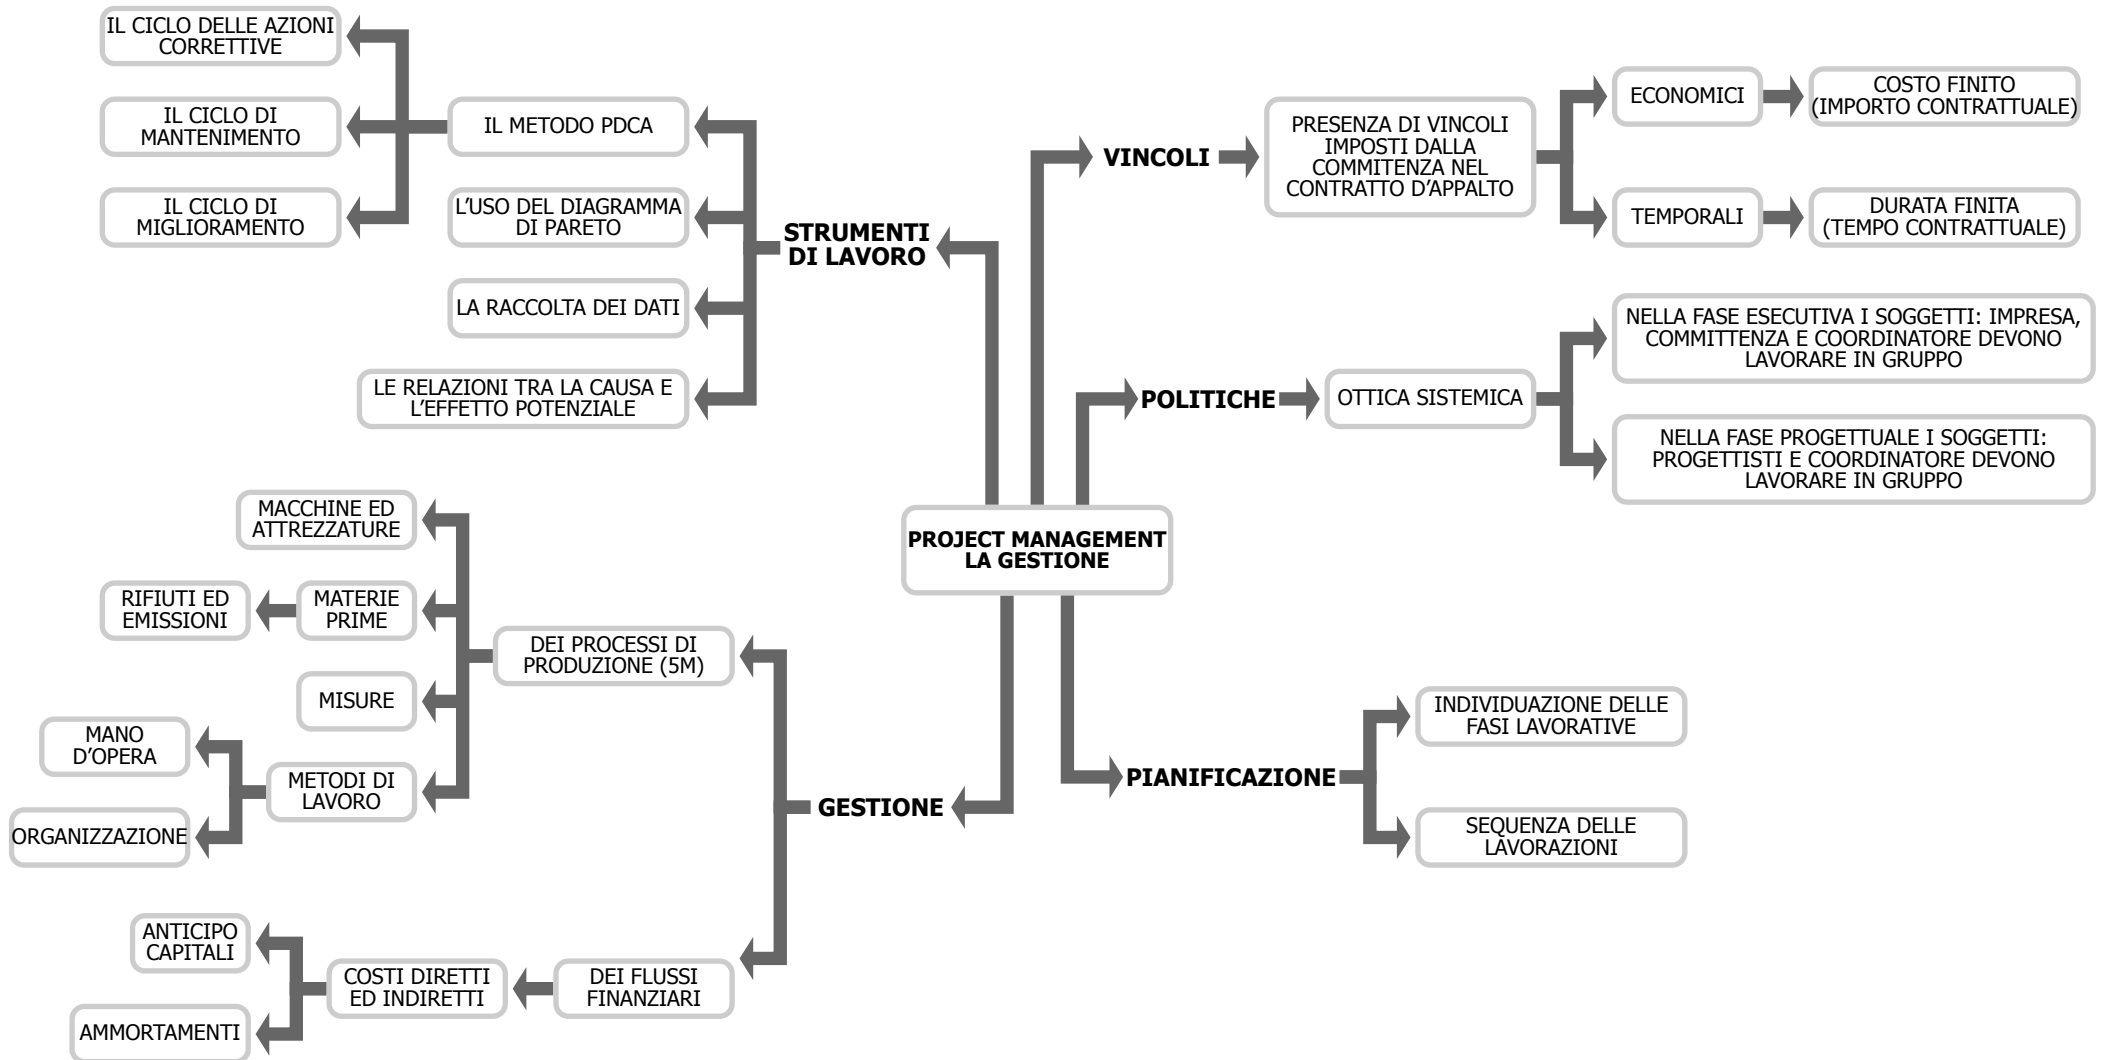 IL CICLO DELLE AZIONI
CORRETTIVE
IL CICLO DI
MANTENIMENTO
IL CICLO DI
MIGLIORAMENTO
IL METODO PDCA
L'USO DEL DIAGRAMMA
DI PARETO
LA RACCOLTA DEI DATI
LE RELAZIONI TRA LA CAUSA E
L'EFFETTO POTENZIALE
STRUMENTI
DI LAVORO
VINCOLI
PRESENZA DI VINCOLI
IMPOSTI DALLA
COMMITENZA NEL
CONTRATTO D'APPALTO
ECONOMICI
COSTO FINITO
(IMPORTO CONTRATTUALE)
TEMPORALI
DURATA FINITA
(TEMPO CONTRATTUALE)
POLITICHE
OTTICA SISTEMICA
NELLA FASE ESECUTIVA I SOGGETTI: IMPRESA,
COMMITTENZA E COORDINATORE DEVONO
LAVORARE IN GRUPPO
NELLA FASE PROGETTUALE I SOGGETTI:
PROGETTISTI E COORDINATORE DEVONO
LAVORARE IN GRUPPO
PROJECT MANAGEMENT
LA GESTIONE
MACCHINE ED
ATTREZZATURE
RIFIUTI ED
EMISSIONI
MATERIE
PRIME
MISURE
MANO
D'OPERA
METODI DI
LAVORO
ORGANIZZAZIONE
DEI PROCESSI DI
PRODUZIONE (5M)
GESTIONE
ANTICIPO
CAPITALI
AMMORTAMENTI
COSTI DIRETTI
ED INDIRETTI
DEI FLUSSI
FINANZIARI
PIANIFICAZIONE
INDIVIDUAZIONE DELLE
FASI LAVORATIVE
SEQUENZA DELLE
LAVORAZIONI